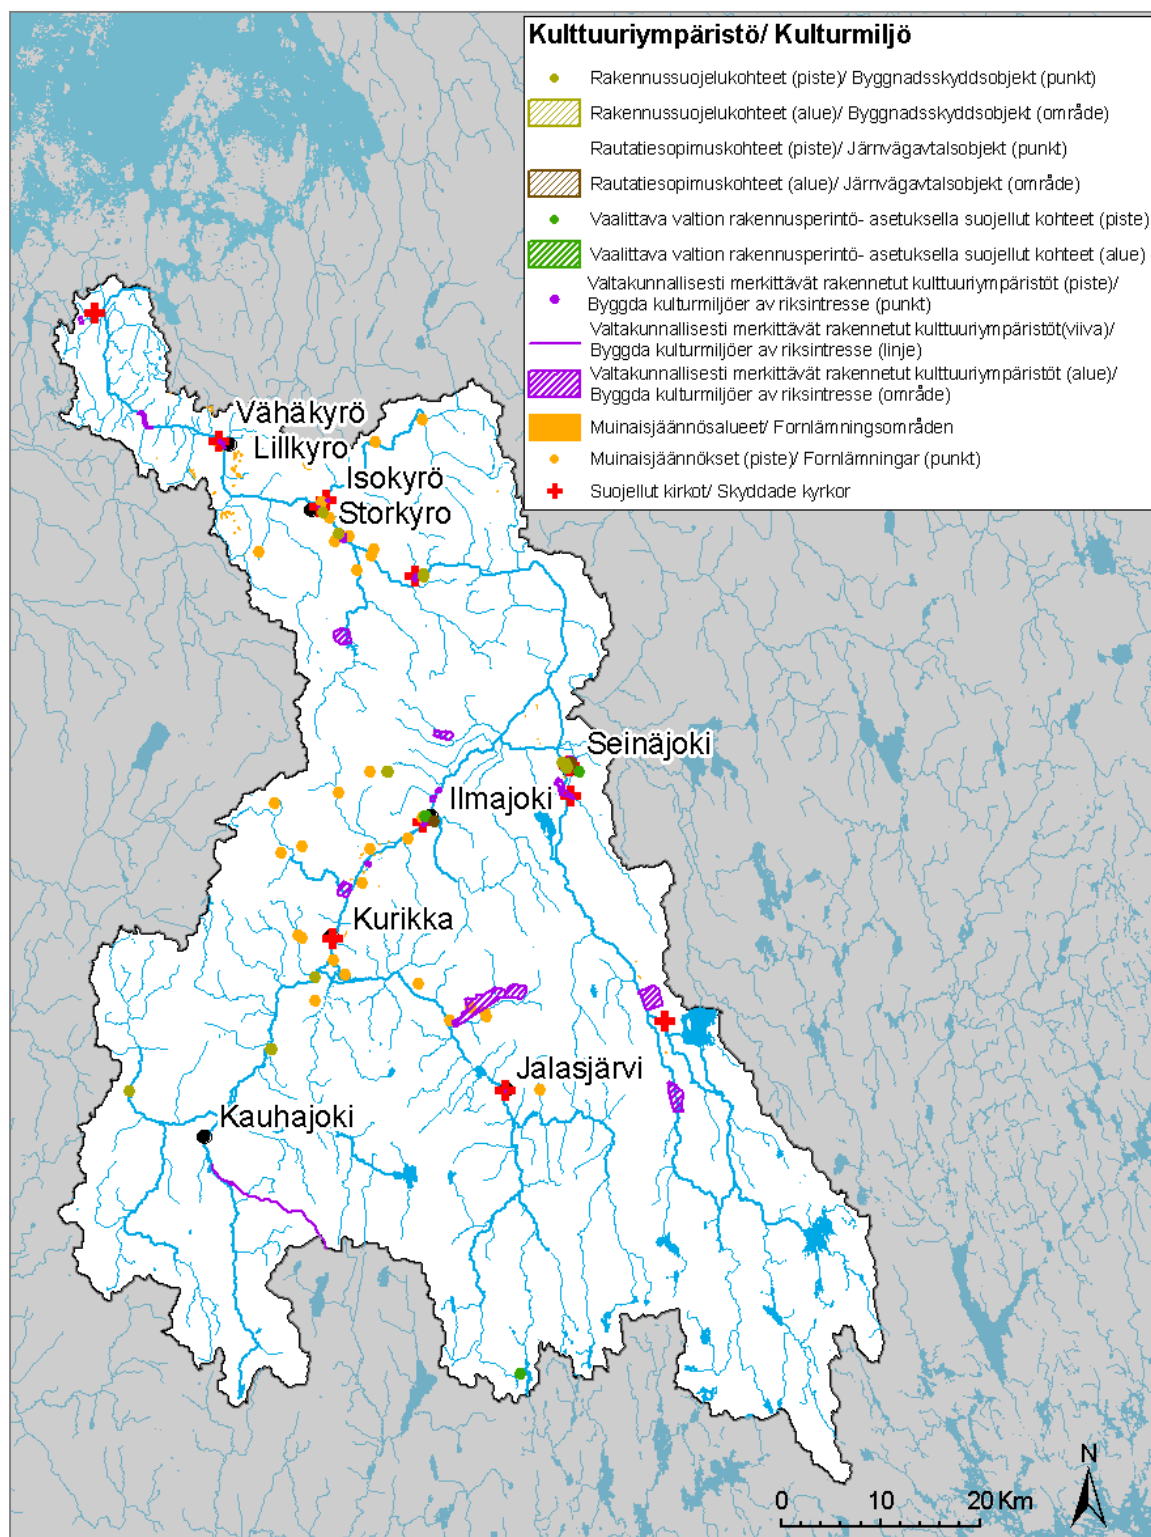 Kulttuuriympäristö/ Kulturmiljö
Rakennussuojelukohteet (piste)/ Byggnadsskyddsobjekt (punkt)
Rakennussuojelukohteet (alue)/ Byggnadsskyddsobjekt (område)
Rautatiesopimuskohteet (piste)/ Järnvägavtalsobjekt (punkt)
Rautatiesopimuskohteet (alue)/ Järnvägavtalsobjekt (område)
Vaalittava valtion rakennusperintö- asetuksella suojellut kohteet (piste)
Vaalittava valtion rakennusperintö- asetuksella suojellut kohteet (alue)
Valtakunnallisesti merkittävät rakennetut kulttuuriympäristöt (piste)/
Byggda kulturmiljöer av riksintresse (punkt)
Valtakunnallisesti merkittävät rakennetut kulttuuriympäristöt(viiva)/
Byggda kulturmiljöer av riksintresse (linje)
Valtakunnallisesti merkittävät rakennetut kulttuuriympäristöt (alue)/
Byggda kulturmiljöer av riksintresse (område)
Muinaisjäännösalueet/ Fornlämningsområden
Muinaisjäännökset (piste)/ Fornlämningar (punkt)
Suojellut kirkot/ Skyddade kyrkor
Vähäkyrö
Lillkyro
Isokyrö
Storkyro
Seinäjoki
Ilmajoki
Kurikka
Jalasjärvi
Kauhajoki
N
0 10 20 Km